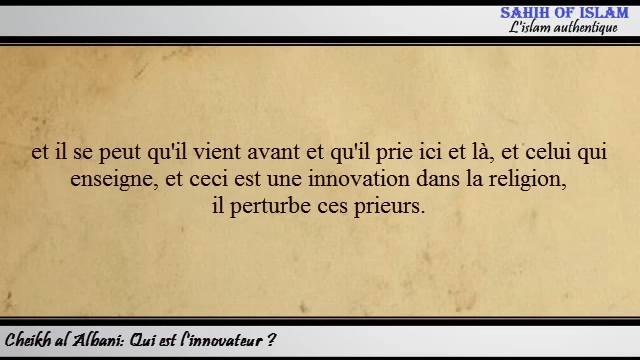 SAHIH OF ISLAM
L'islam authentique
et il se peut qu'il vient avant et qu'il prie ici et là, et celui qui
enseigne, et ceci est une innovation dans la religion,
il perturbe ces prieurs.
Cheikh al Albani: Qui est l'innovateur ?